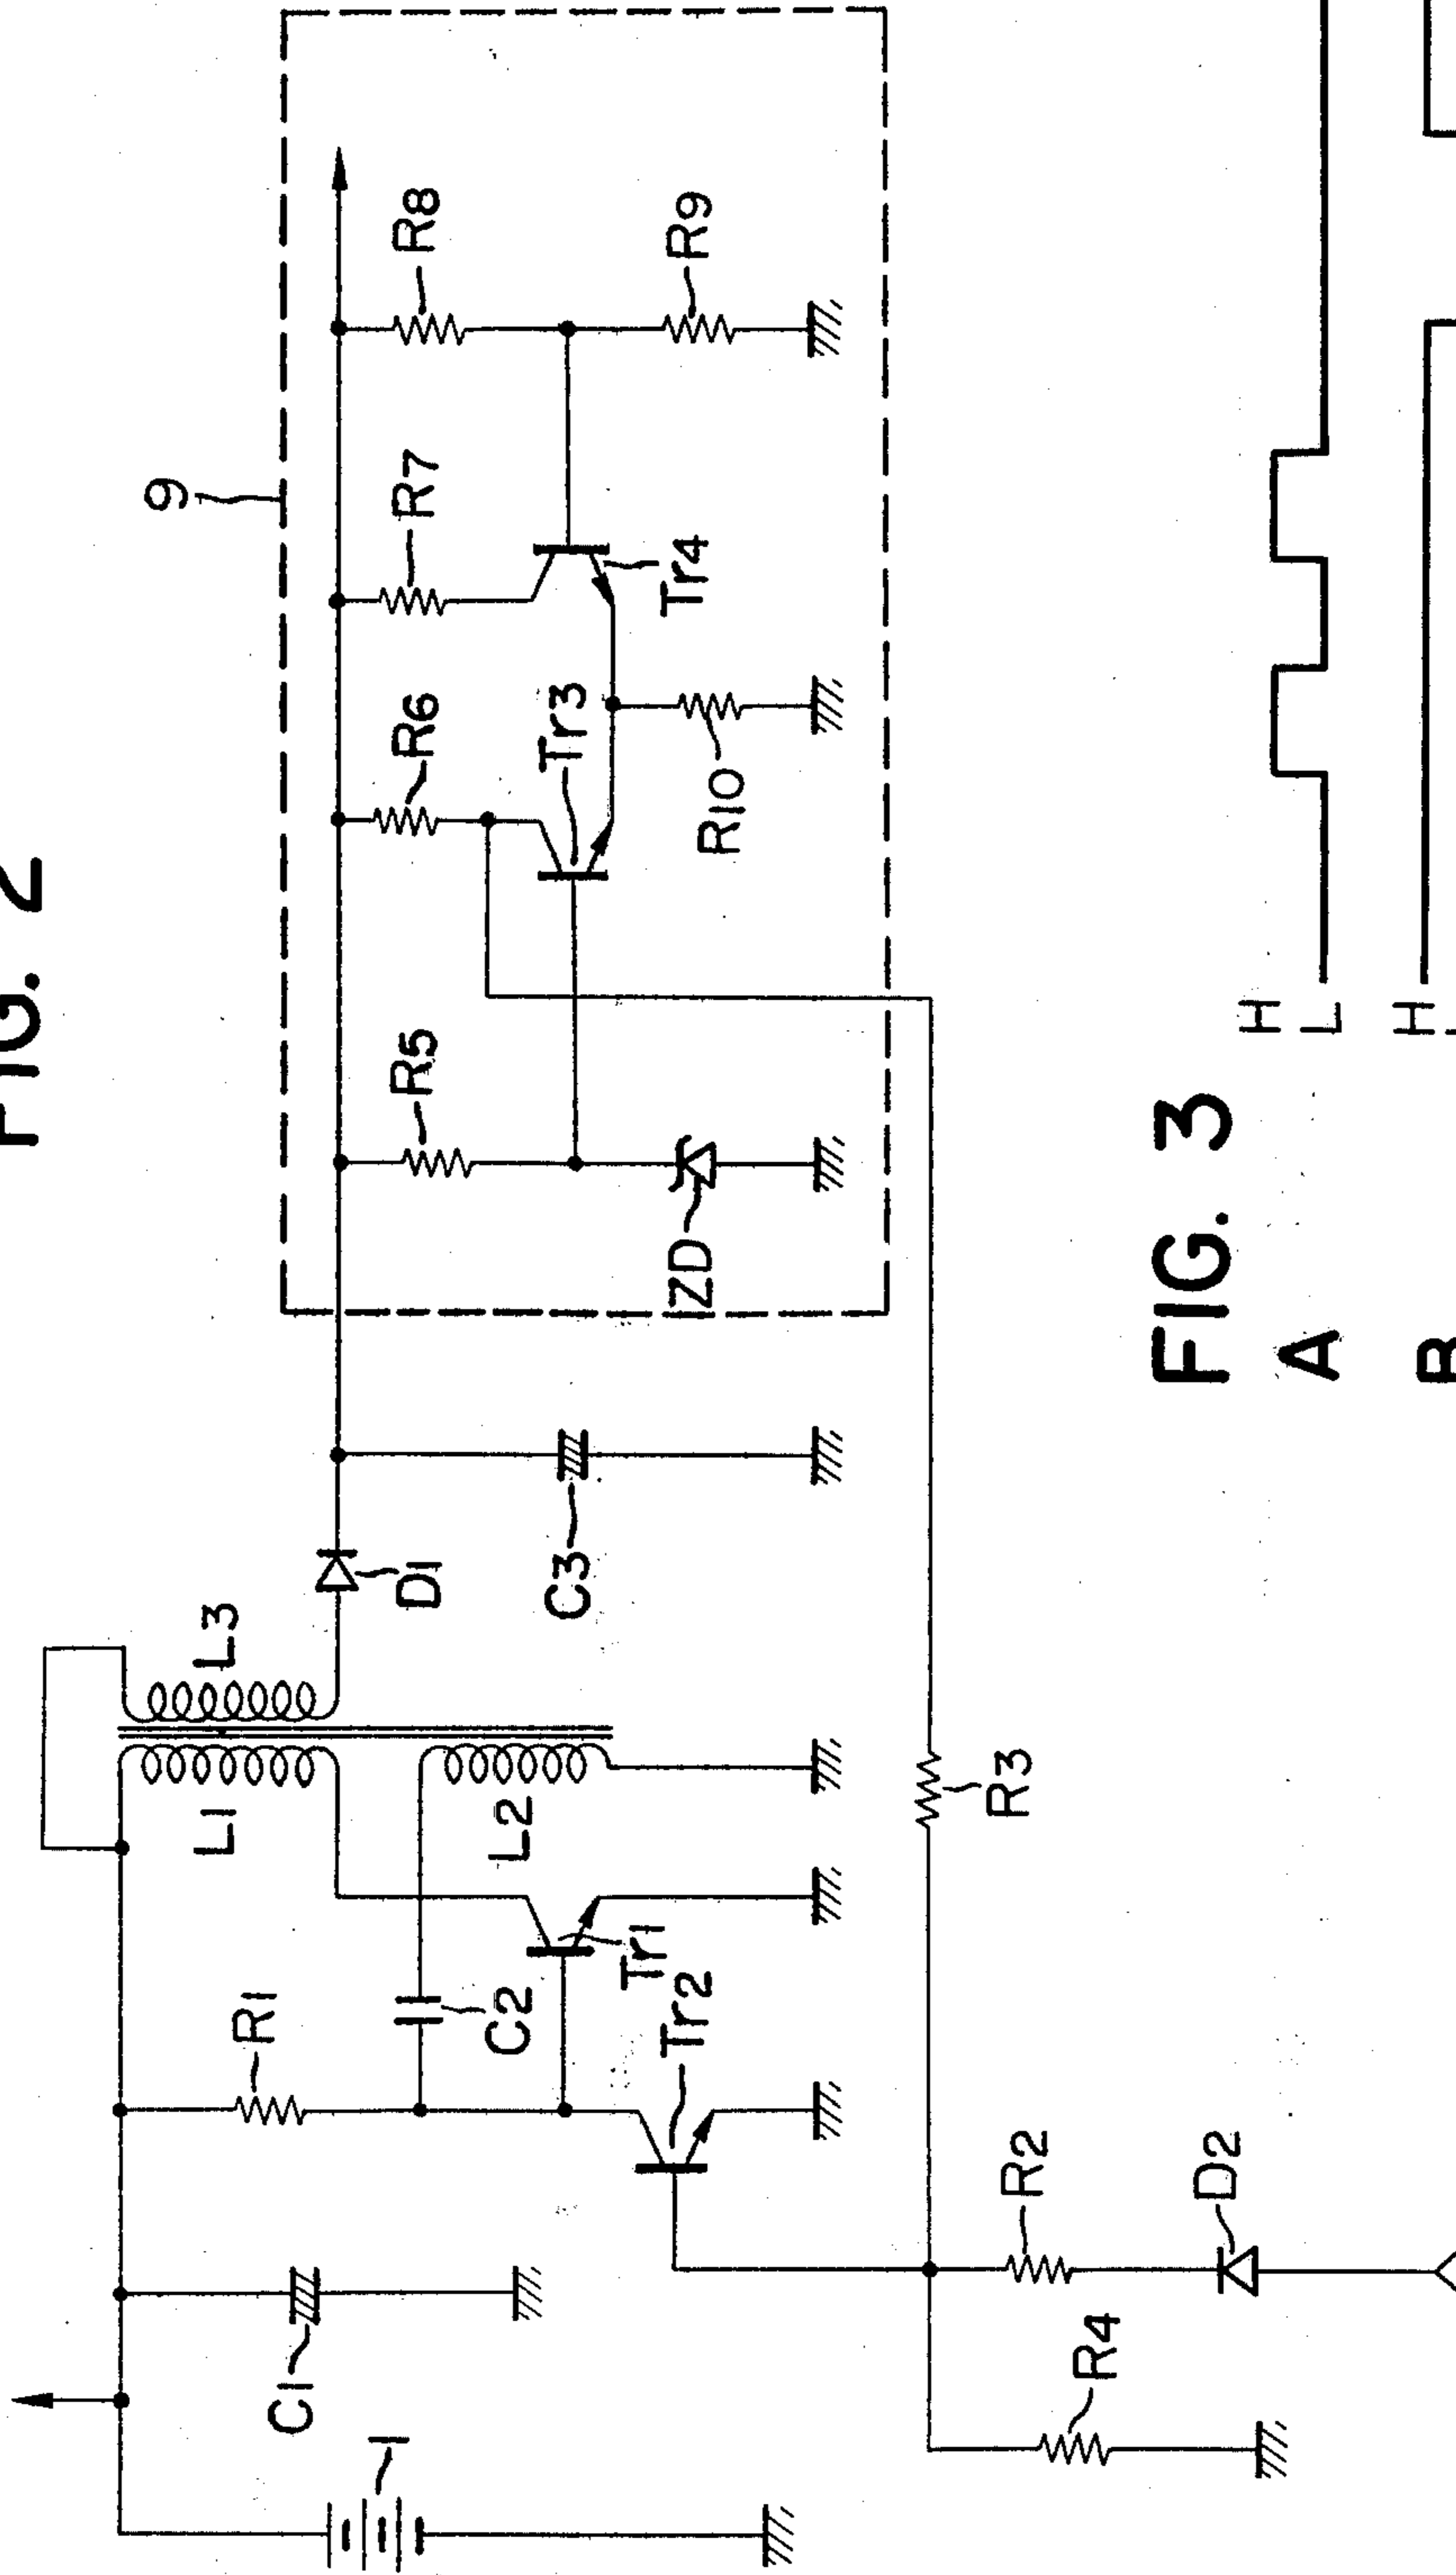 FIG. 2
9
R8
R9
R7
Tr4
R6
Tr3
R10
R5
ZD
D1
C3
L3
L1
L2
R3
Tr1
R1
C2
Tr2
R2
D2
C1
R4
1
FIG. 3
A
H
L
B
H